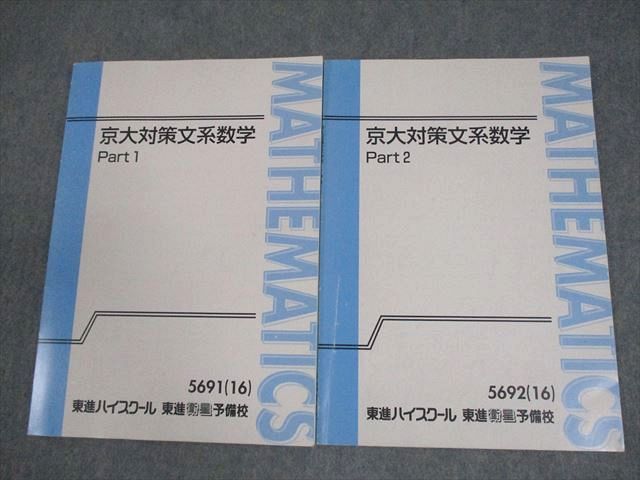 京大対策文系数学
Part 1
MATHEMATICS
5691(16)
東進ハイスクール 東進衛星予備校
京大対策文系数学
Part 2
MATHEMATICS
5692(16)
東進ハイスクール 東進衛星予備校